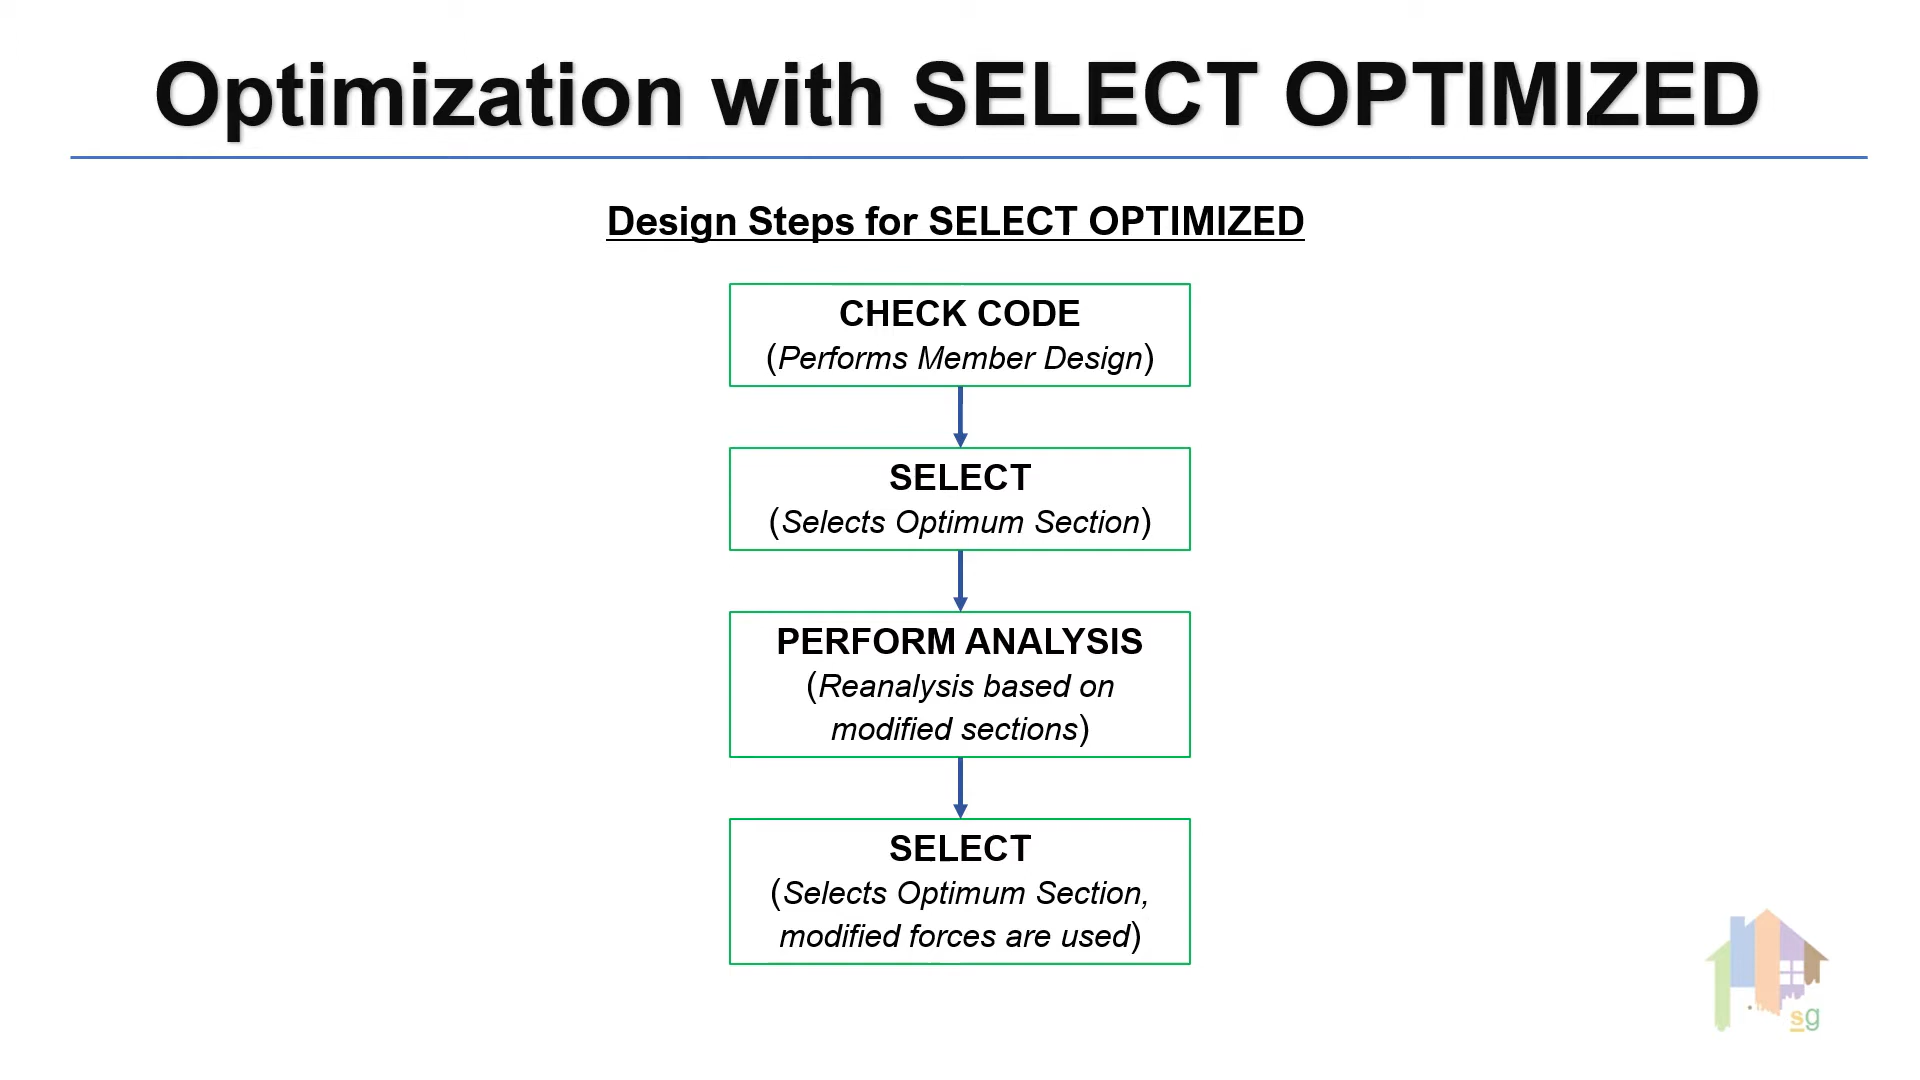 Optimization with SELECT OPTIMIZED
Design Steps for SELECT OPTIMIZED
CHECK CODE
(Performs Member Design)
SELECT
(Selects Optimum Section)
PERFORM ANALYSIS
(Reanalysis based on
modified sections)
SELECT
(Selects Optimum Section,
modified forces are used)
sg